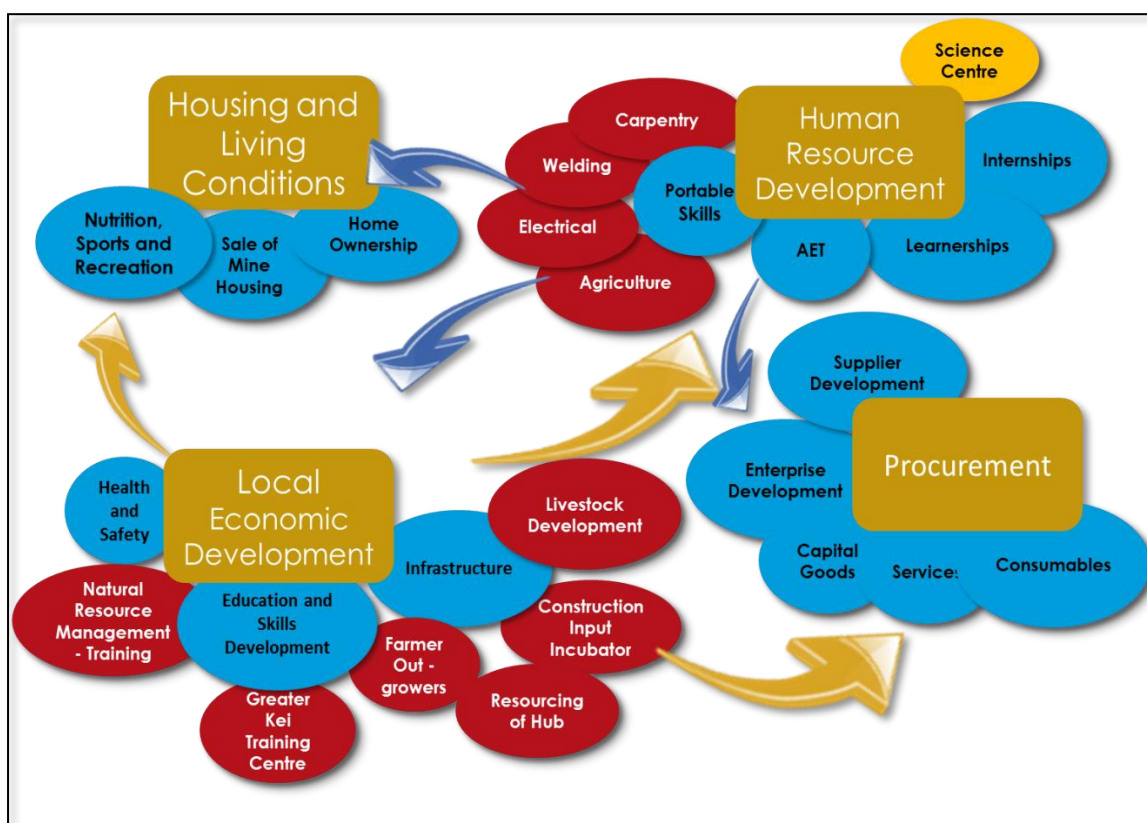 Housing and
Living
Conditions
Nutrition,
Sports and
Recreation
Sale of
Mine
Housing
Home
Ownership
Carpentry
Welding
Electrical
Agriculture
Portable
Skills
Human
Resource
Development
Science
Centre
Internships
Learnerships
AET
Supplier
Development
Enterprise
Development
Procurement
Capital
Goods
Services
Consumables
Local
Economic
Development
Health
and
Safety
Natural
Resource
Management
- Training
Education and
Skills
Development
Greater
Kei
Training
Centre
Infrastructure
Livestock
Development
Construction
Input
Incubator
Farmer
Out -
growers
Resourcing
of Hub